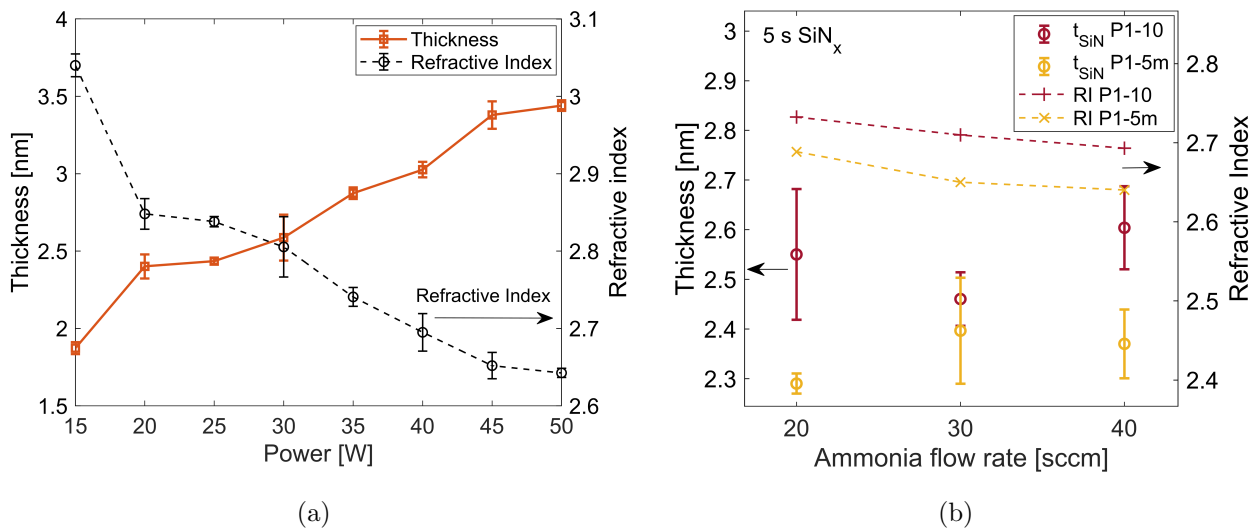 4
3.5
3
2.5
2
1.5
Thickness [nm]
Thickness
Refractive Index
Refractive Index
3.1
3
2.9
2.8
2.7
2.6
Refractive index
15 20 25 30 35 40 45 50
Power [W]
(a)
3
2.9
2.8
2.7
2.6
2.5
2.4
2.3
Thickness [nm]
5 s SiNx
tSiN P1-10
tSiN P1-5m
RI P1-10
RI P1-5m
2.8
2.7
2.6
2.5
2.4
Refractive Index
20 30 40
Ammonia flow rate [sccm]
(b)